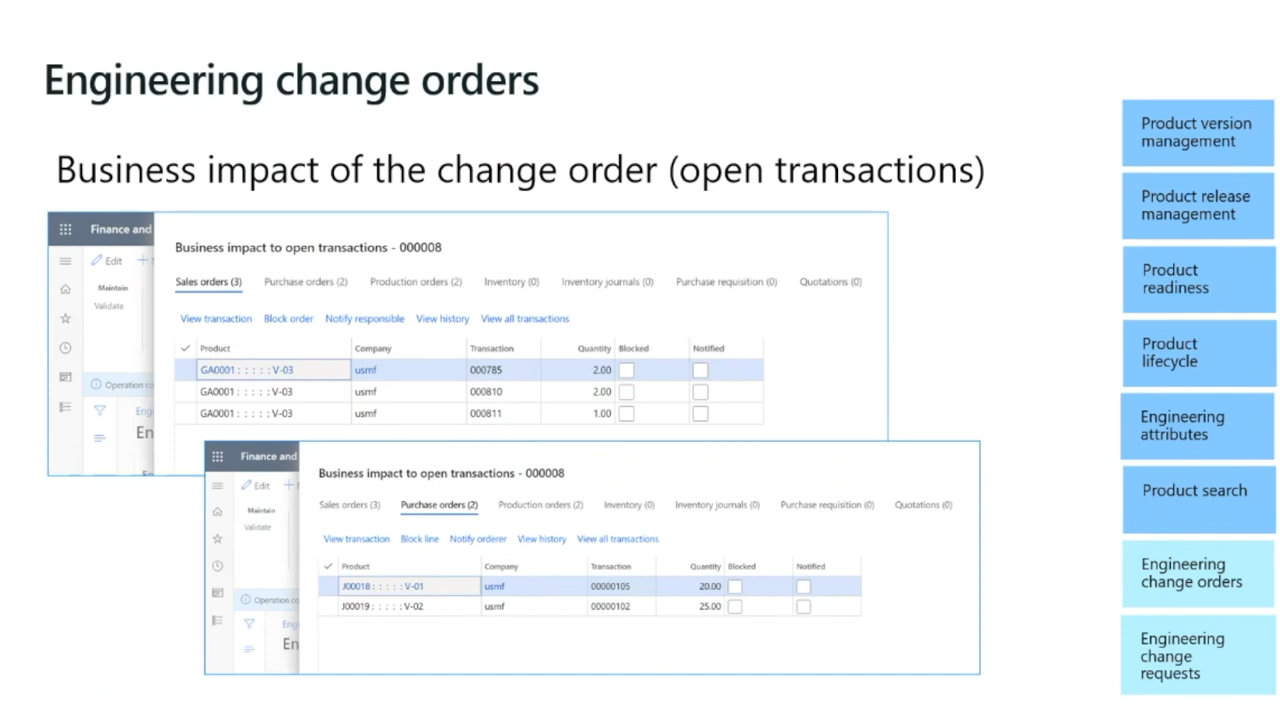 Engineering change orders
Business impact of the change order (open transactions)
Finance and
Edit
Maintain
Validate
Operation co
Eng
En
Business impact to open transactions - 000008
Sales orders (3) Purchase orders (2) Production orders (2) Inventory (0) Inventory journals (0) Purchase requisition (0) Quotations (0)
View transaction Block order Notify responsible View history View all transactions
Product Company Transaction Quantity Blocked Notified
GA0001 : : : : : V-03 usmf 000785 2.00
GA0001 : : : : : V-03 usmf 000810 2.00
GA0001 : : : : : V-03 usmf 000811 1.00
Finance and
Edit
Maintain
Validate
Operation co
Eng
En
Business impact to open transactions - 000008
Sales orders (3) Purchase orders (2) Production orders (2) Inventory (0) Inventory journals (0) Purchase requisition (0) Quotations (0)
View transaction Block line Notify orderer View history View all transactions
Product Company Transaction Quantity Blocked Notified
J00018 : : : : : V-01 usmf 00000105 20.00
J00019 : : : : : V-02 usmf 00000102 25.00
Product version
management
Product release
management
Product
readiness
Product
lifecycle
Engineering
attributes
Product search
Engineering
change orders
Engineering
change
requests